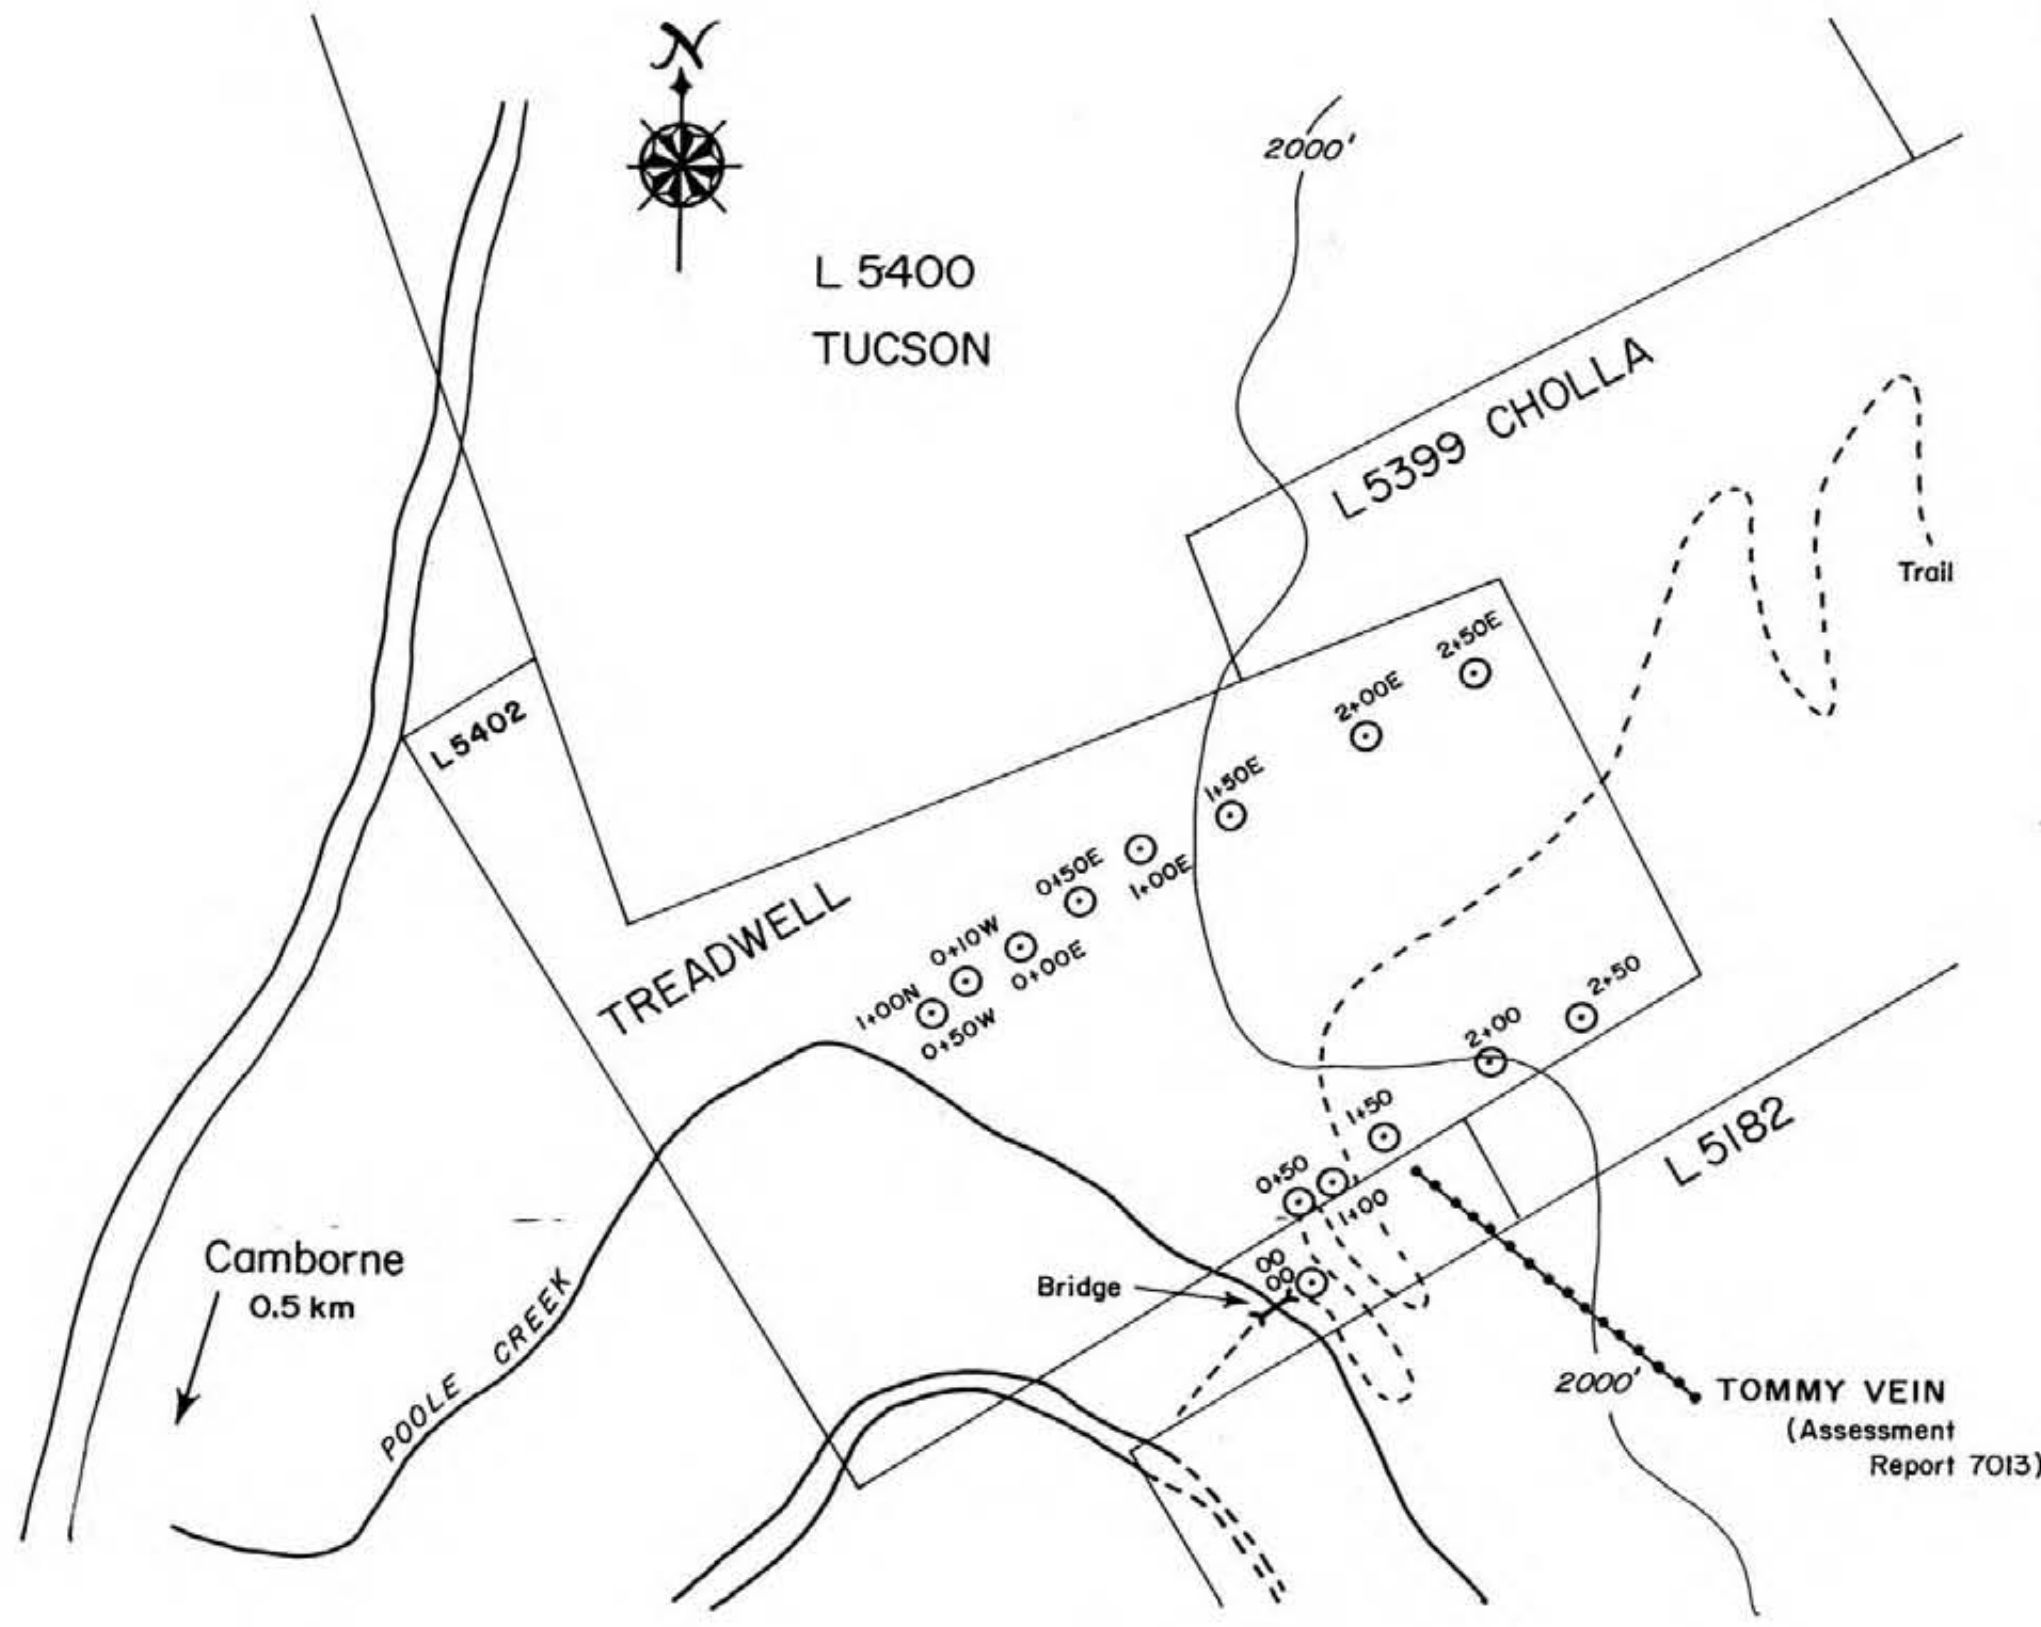 N
2000'
L 5400
TUCSON
L 5399 CHOLLA
Trail
2+50E
2+00E
L5402
1+50E
0+50E
1+00E
TREADWELL
0+10W
0+00E
1+00N
0+50W
2+50
2+00
1+50
L 5182
0+50
1+00
Camborne
0.5 km
00
00
Bridge
POOLE CREEK
2000'
TOMMY VEIN
(Assessment
Report 7013)